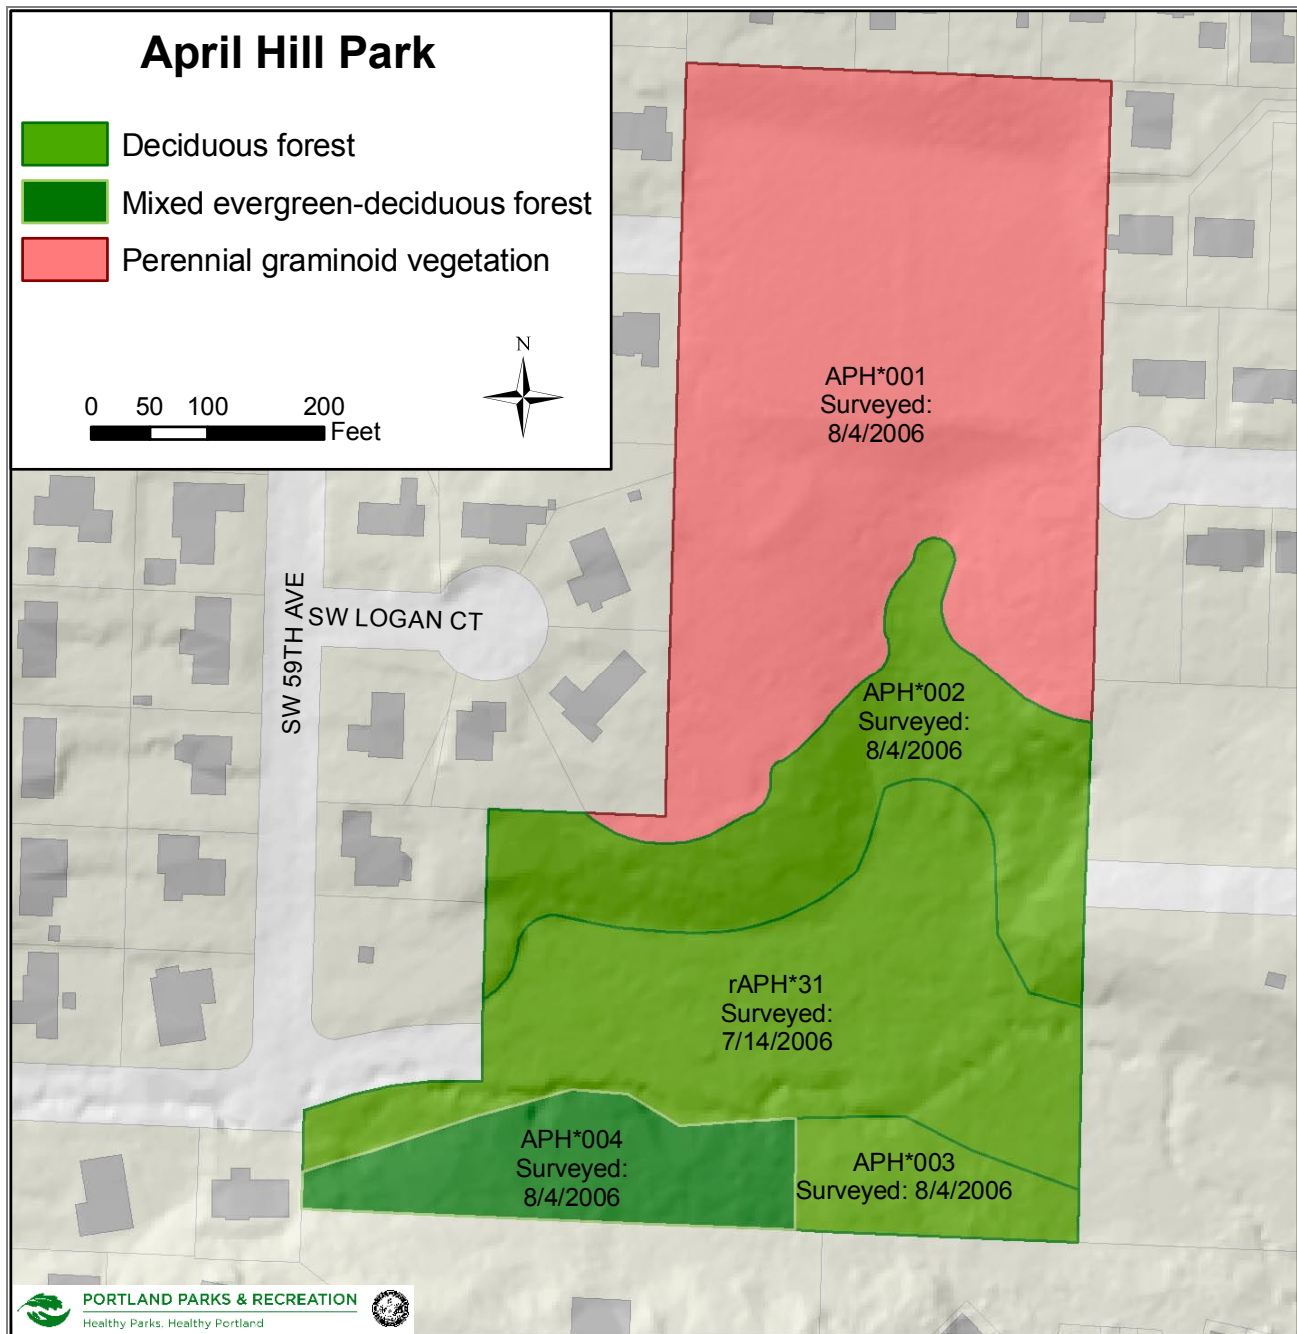 April Hill Park
Deciduous forest
Mixed evergreen-deciduous forest
Perennial graminoid vegetation
N
0 50 100 200
Feet
APH*001
Surveyed:
8/4/2006
SW 59TH AVE
SW LOGAN CT
APH*002
Surveyed:
8/4/2006
rAPH*31
Surveyed:
7/14/2006
APH*004
Surveyed:
8/4/2006
APH*003
Surveyed: 8/4/2006
PORTLAND PARKS & RECREATION
Healthy Parks, Healthy Portland